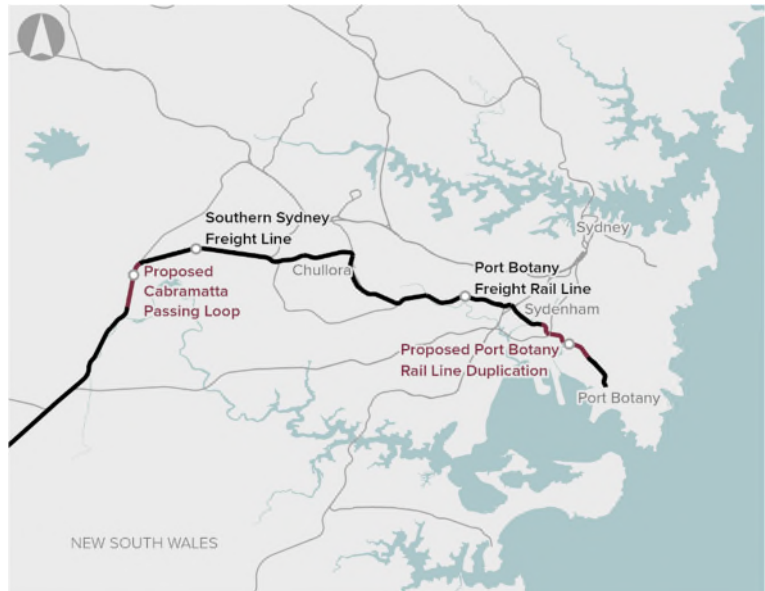 Sydney
Southern Sydney
Freight Line
Chullora
Proposed
Cabramatta
Passing Loop
Port Botany
Freight Rail Line
Sydenham
Proposed Port Botany
Rail Line Duplication
Port Botany
NEW SOUTH WALES